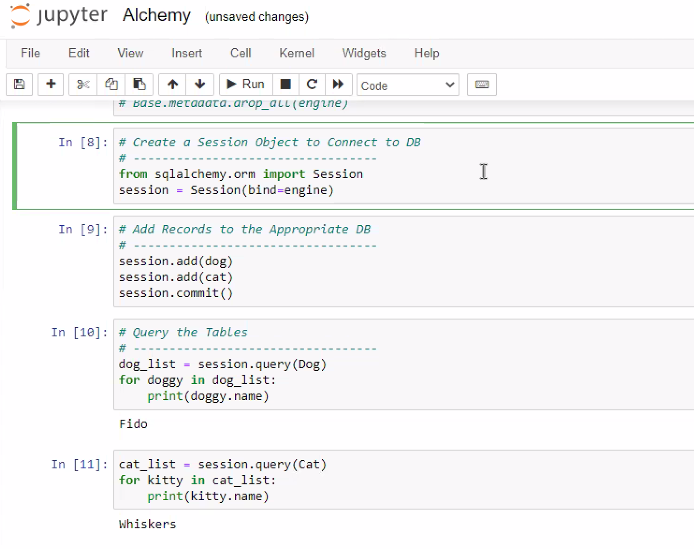 jupyter Alchemy (unsaved changes)
File Edit View Insert Cell Kernel Widgets Help
Run Code
# Base.metadata.drop_all(engine)
In [8]: # Create a Session Object to Connect to DB
# ----------------------------------
from sqlalchemy.orm import Session
session = Session(bind=engine)
In [9]: # Add Records to the Appropriate DB
# ----------------------------------
session.add(dog)
session.add(cat)
session.commit()
In [10]: # Query the Tables
# ----------------------------------
dog_list = session.query(Dog)
for doggy in dog_list:
    print(doggy.name)
Fido
In [11]: cat_list = session.query(Cat)
for kitty in cat_list:
    print(kitty.name)
Whiskers